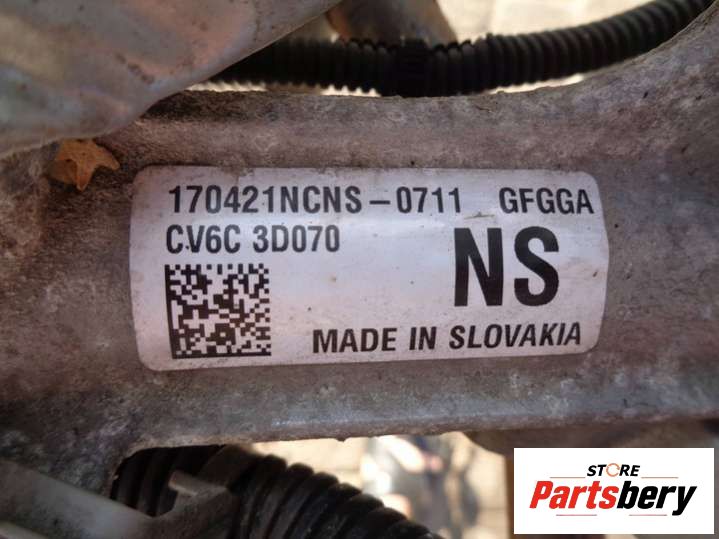 170421NCNS-0711 GFGGA
CV6C 3D070
NS
MADE IN SLOVAKIA
STORE
Partsbery